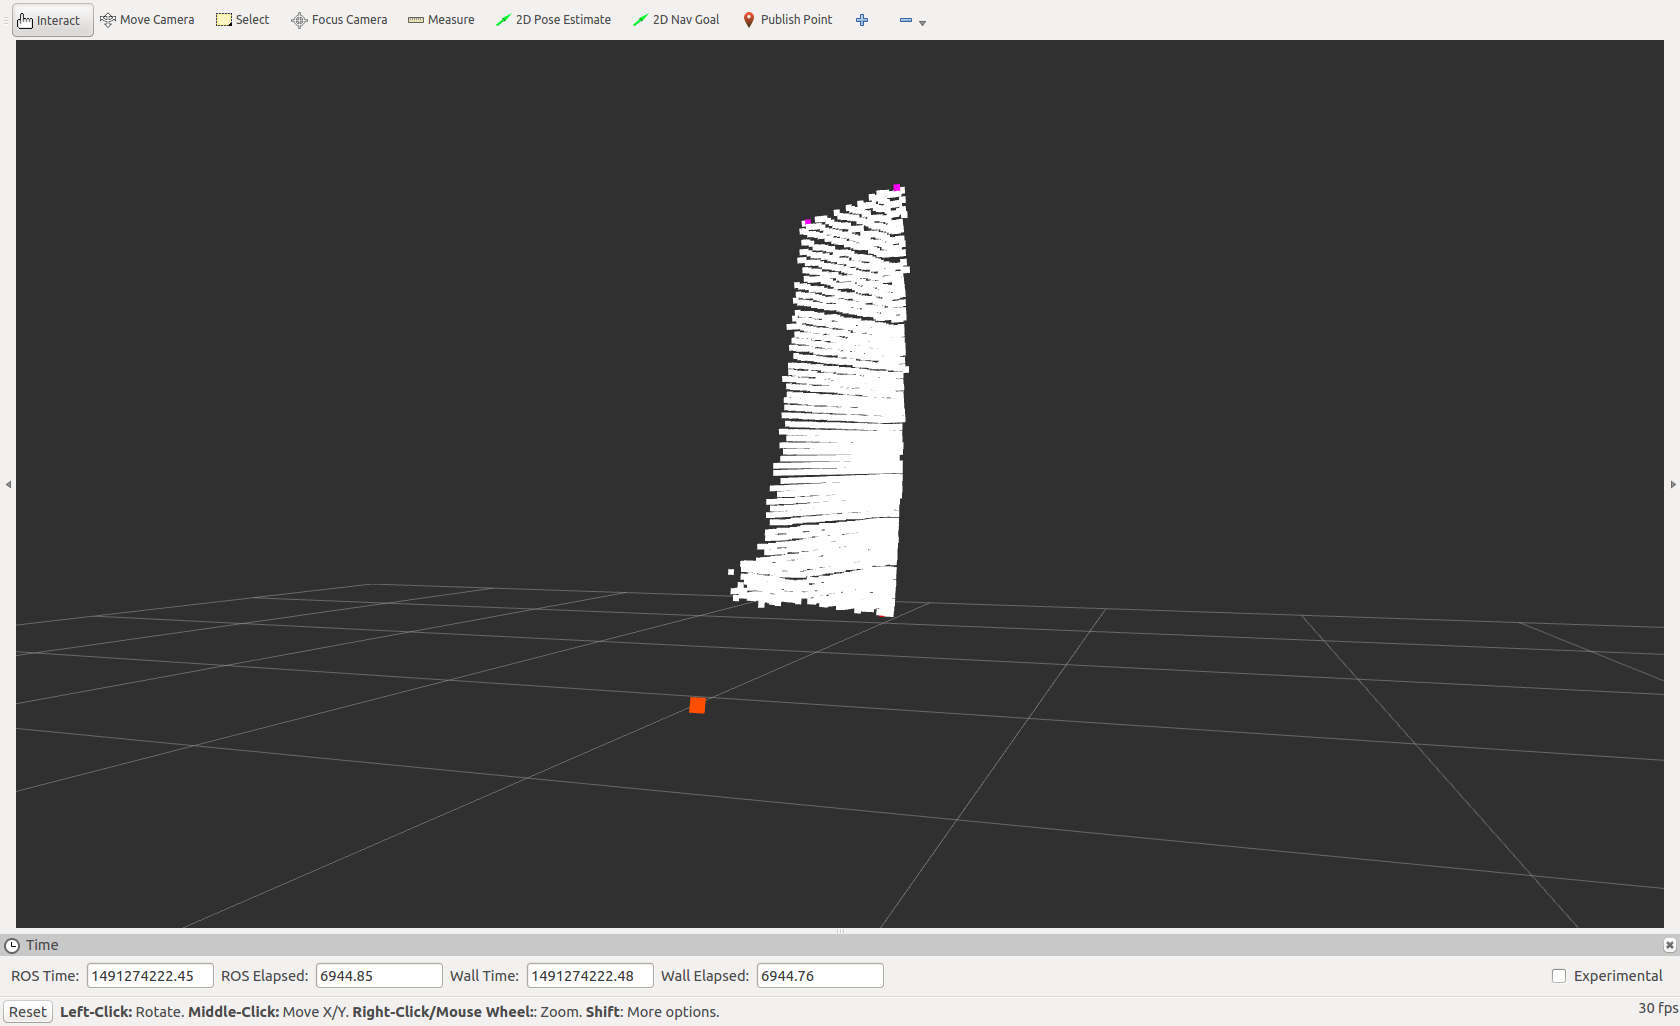 Interact Move Camera Select Focus Camera Measure 2D Pose Estimate 2D Nav Goal Publish Point
Time
ROS Time: 1491274222.45 ROS Elapsed: 6944.85 Wall Time: 1491274222.48 Wall Elapsed: 6944.76 Experimental
Reset Left-Click: Rotate. Middle-Click: Move X/Y. Right-Click/Mouse Wheel:: Zoom. Shift: More options. 30 fps